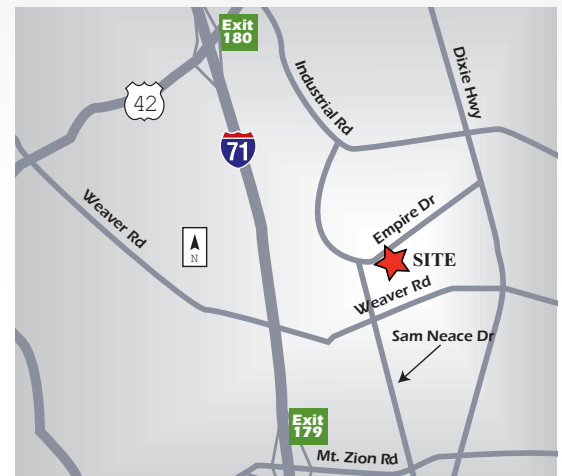 Exit
180
Industrial Rd
Dixie Hwy
42
71
Weaver Rd
Empire Dr
N
SITE
Weaver Rd
Sam Neace Dr
Exit
179
Mt. Zion Rd